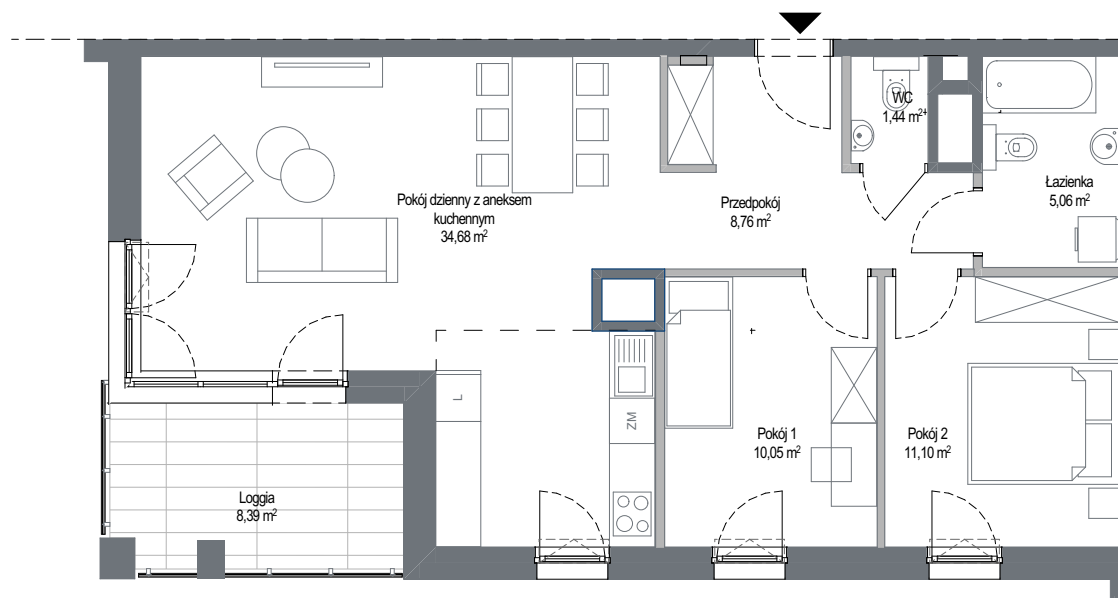 WC
1,44 m²
Łazienka
5,06 m²
Pokój dzienny z aneksem
kuchennym
34,68 m²
Przedpokój
8,76 m²
L
ZM
Pokój 1
10,05 m²
Pokój 2
11,10 m²
Loggia
8,39 m²